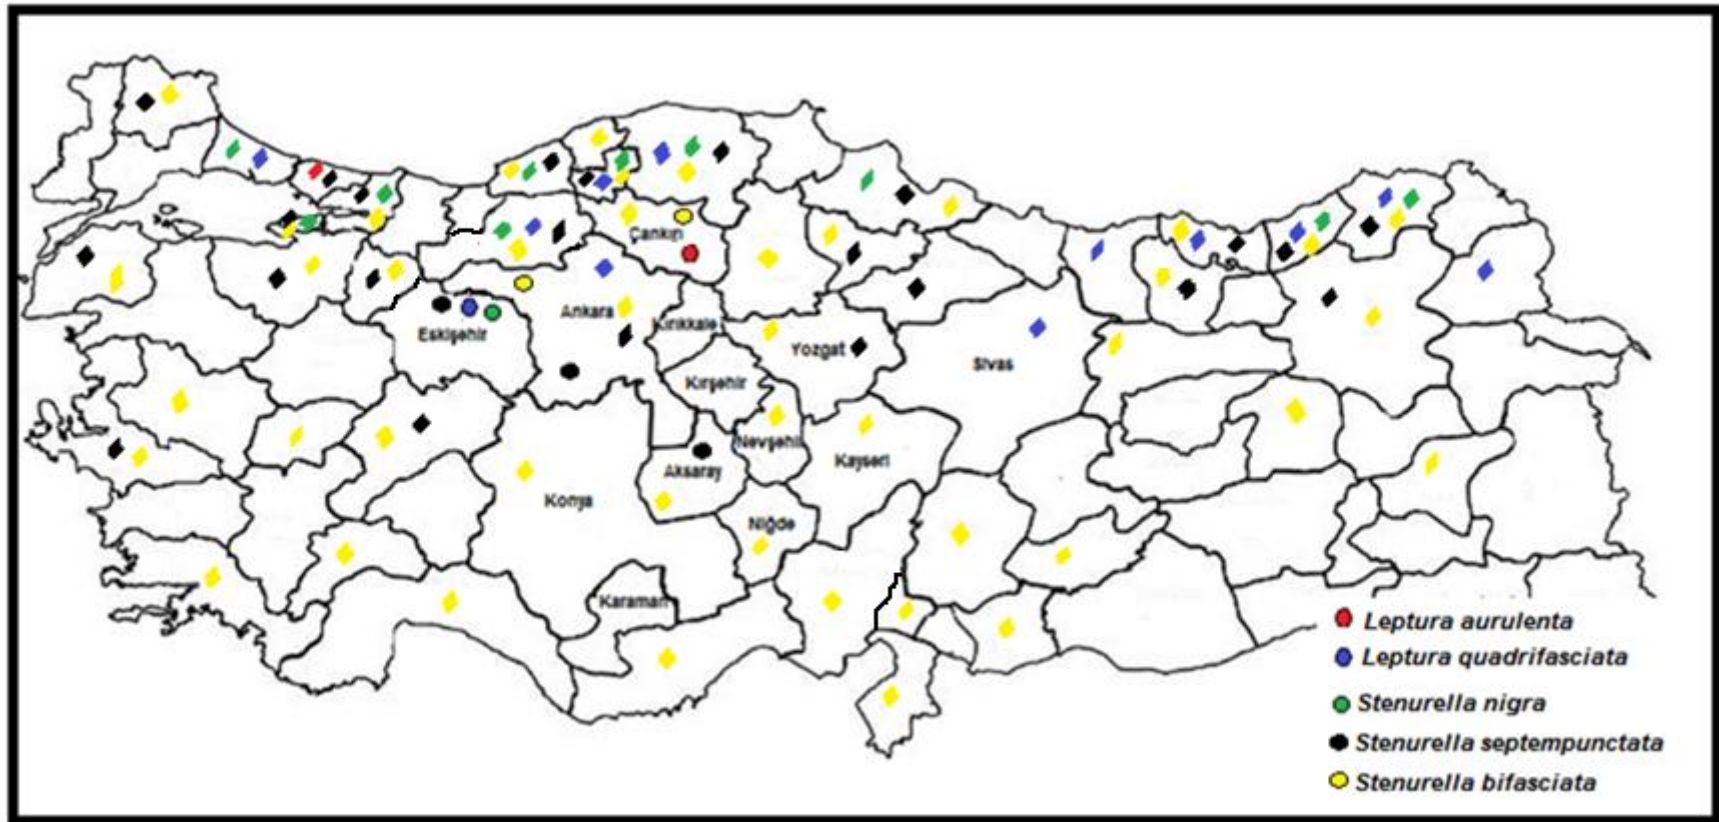 Çankırı
Ankara
Kırıkkale
Eskişehir
Yozgat
Sivas
Kırşehir
Nevşehir
Aksaray
Kayseri
Konya
Niğde
Karaman
Leptura aurulenta
Leptura quadrifasciata
Stenurella nigra
Stenurella septempunctata
Stenurella bifasciata